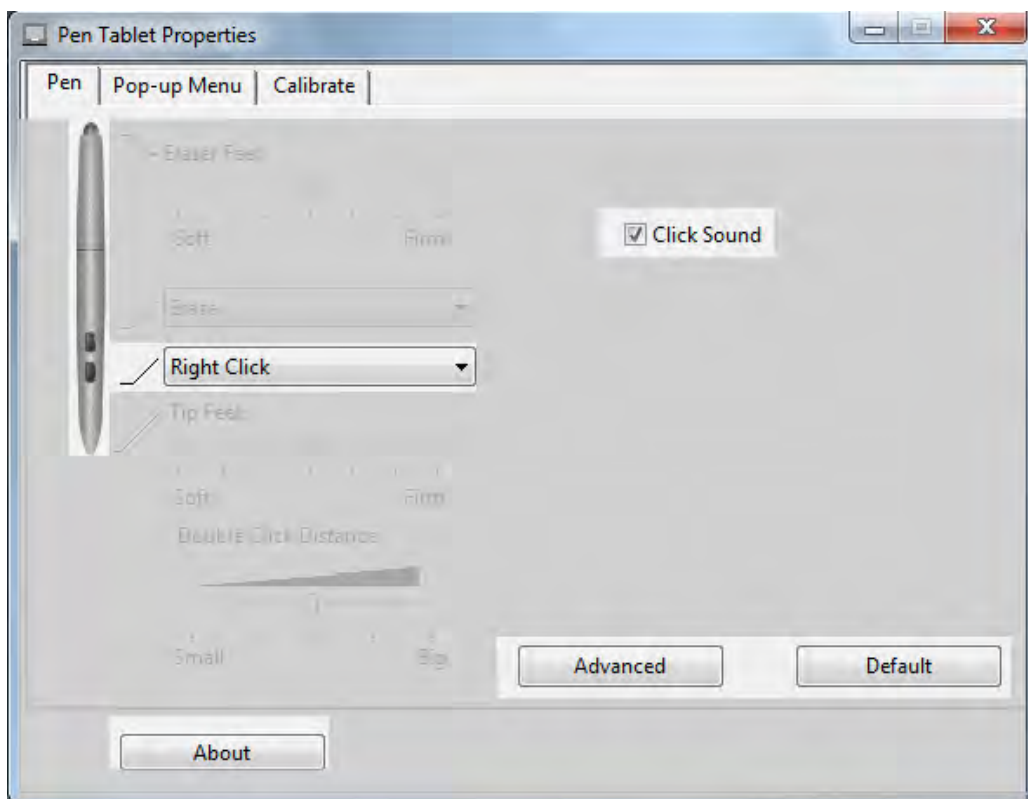 Pen Tablet Properties
Pen Pop-up Menu Calibrate
Eraser Feel:
Soft Firm
Click Sound
Erase
Right Click
Tip Feel:
Soft Firm
Double Click Distance
Small Big
Advanced Default
About